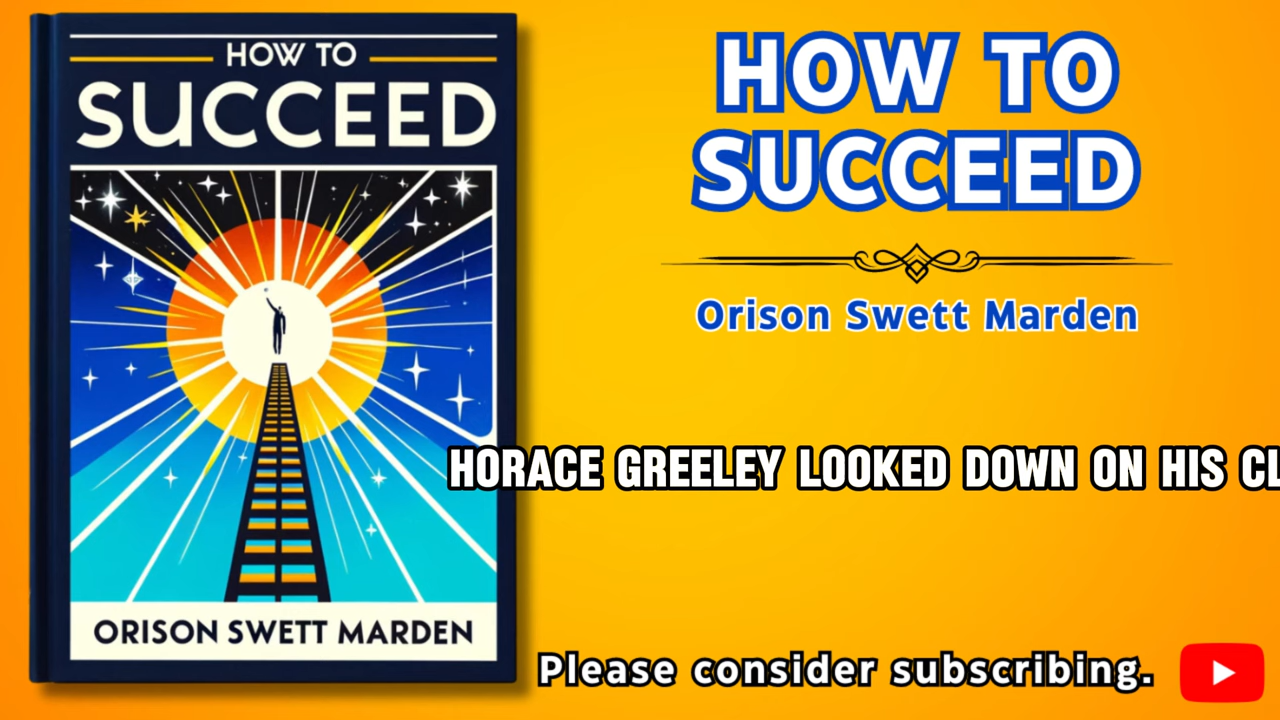 HOW TO
SUCCEED
ORISON SWETT MARDEN
HOW TO
SUCCEED
Orison Swett Marden
HORACE GREELEY LOOKED DOWN ON HIS
Please consider subscribing.